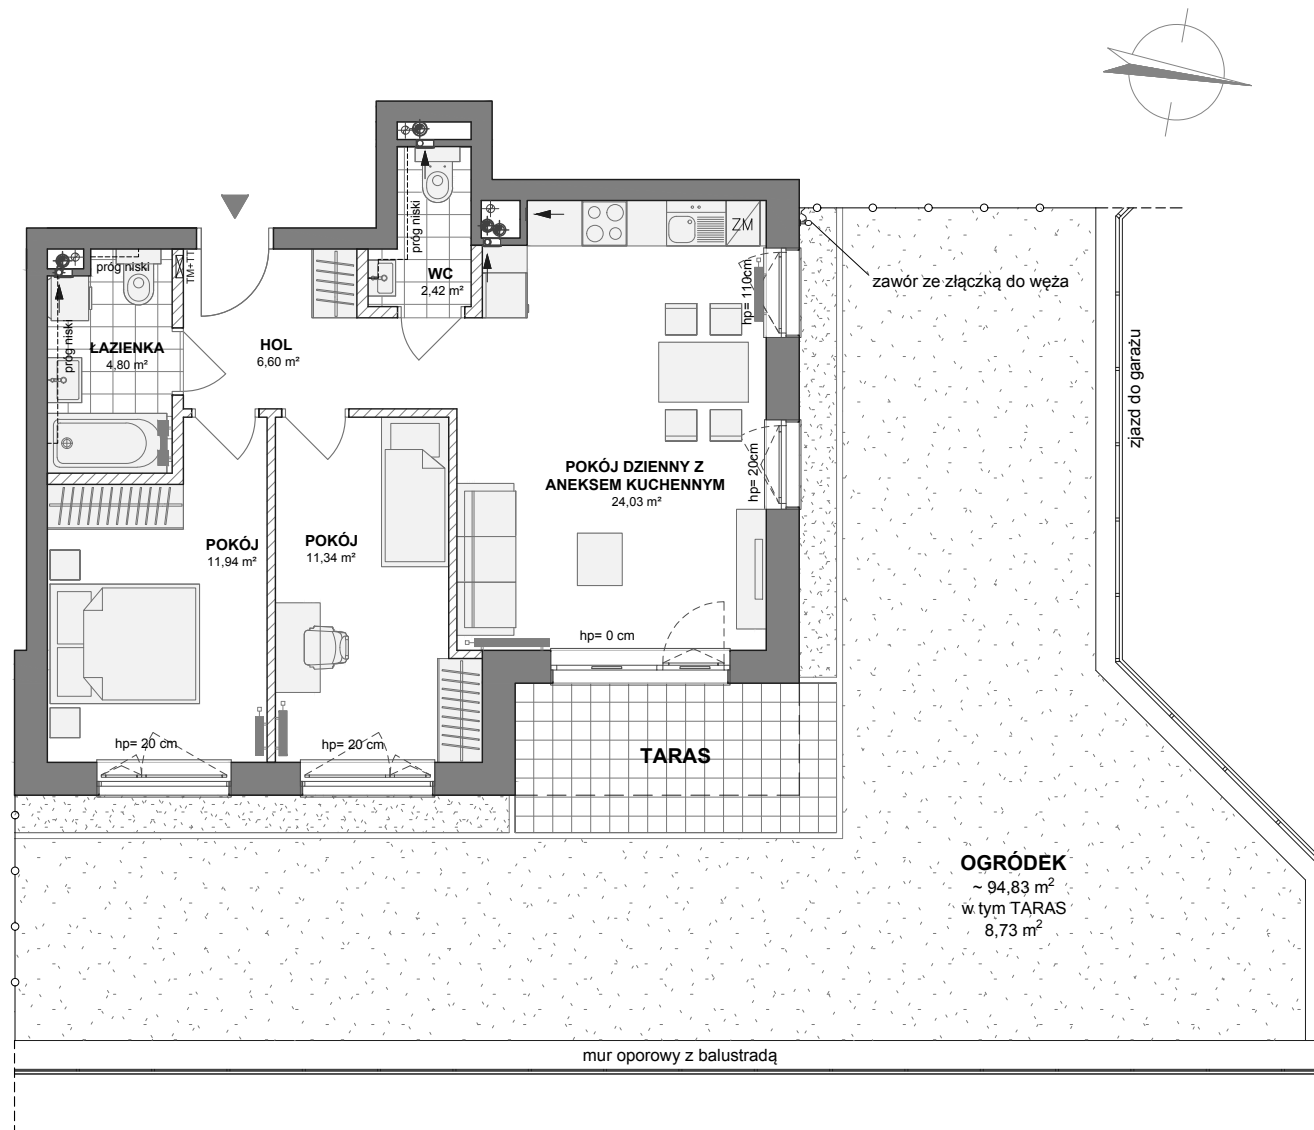 próg niski
WC
2,42 m²
ZM
próg niski
TM+TT
zawór ze złączką do węża
hp= 110cm
próg niski
ŁAZIENKA
4,80 m²
HOL
6,60 m²
zjazd do garażu
POKÓJ DZIENNY Z
ANEKSEM KUCHENNYM
24,03 m²
hp= 20cm
POKÓJ
11,94 m²
POKÓJ
11,34 m²
hp= 0 cm
hp= 20 cm
hp= 20 cm
TARAS
OGRÓDEK
~ 94,83 m²
w tym TARAS
8,73 m²
mur oporowy z balustradą